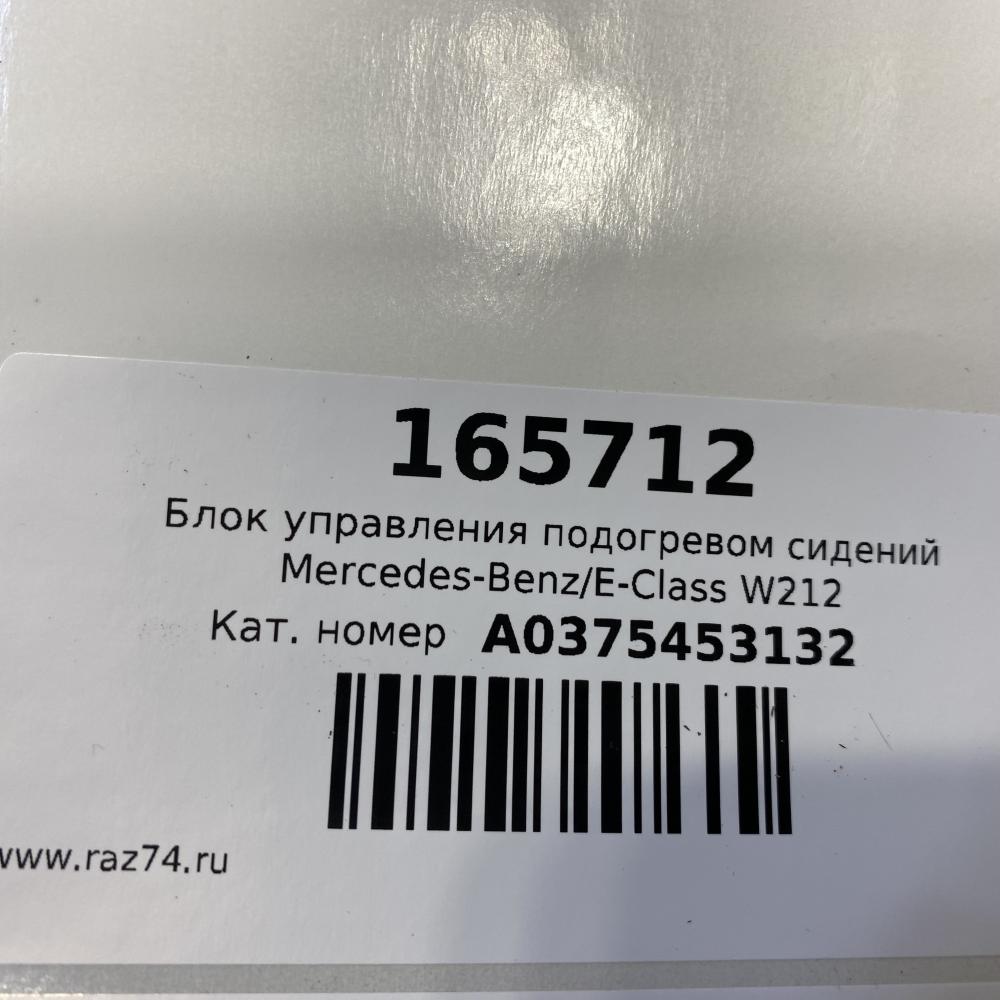 165712
Блок управления подогревом сидений
Mercedes-Benz/E-Class W212
Кат. номер A0375453132
www.raz74.ru